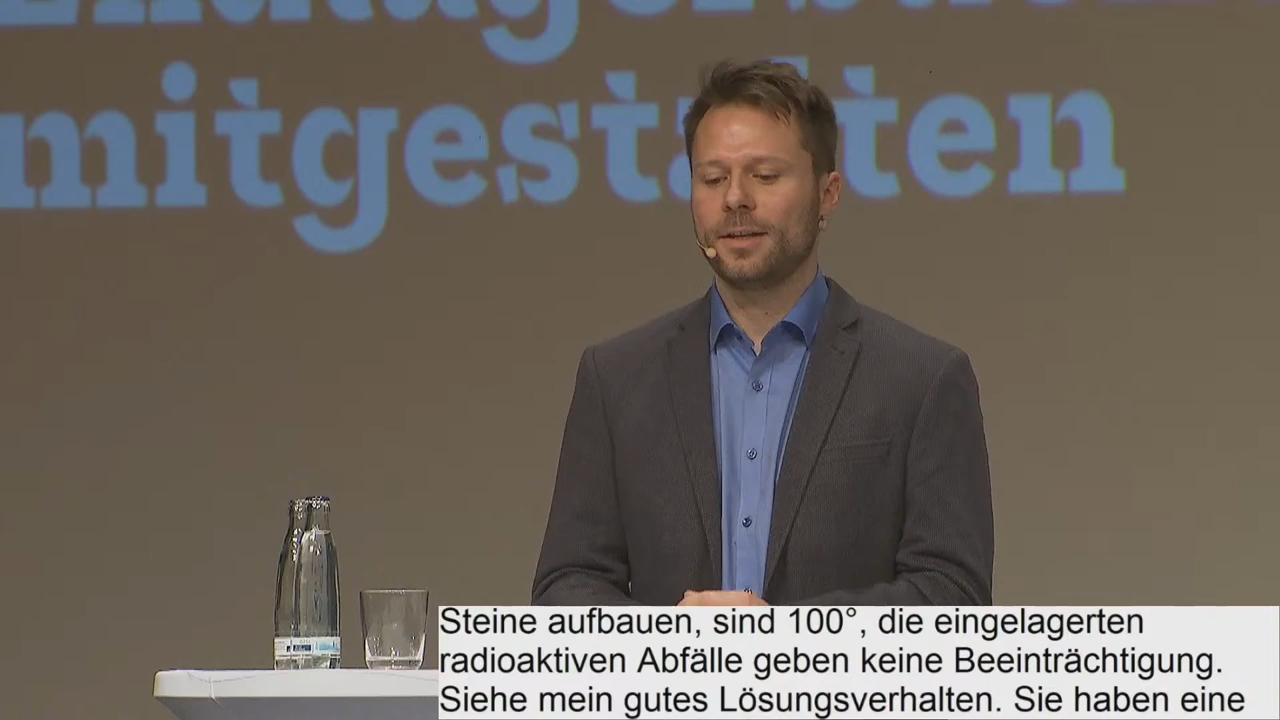 mitgestalten
Steine aufbauen, sind 100°, die eingelagerten
radioaktiven Abfälle geben keine Beeinträchtigung.
Siehe mein gutes Lösungsverhalten. Sie haben eine